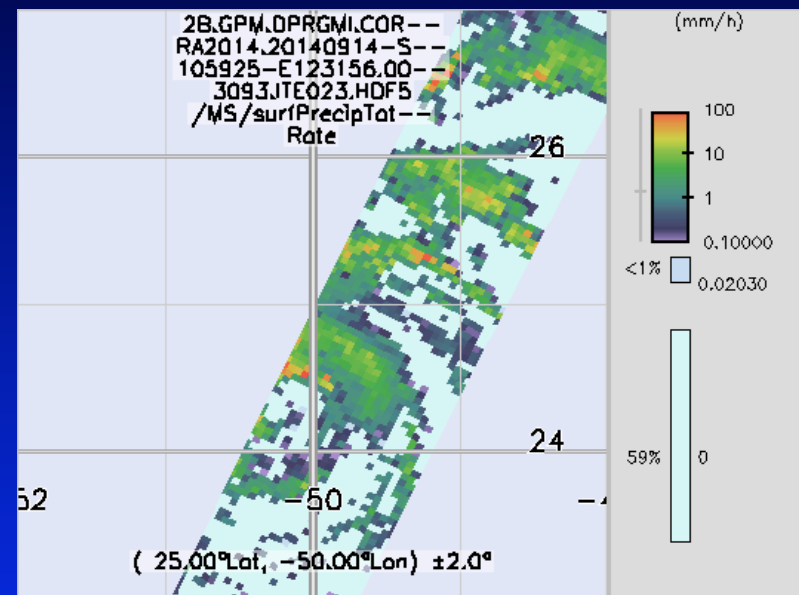 2B.GPM.DPRGMI.COR--
RA2014.20140914-S--
105925-E123156.00--
3093.ITE023.HDF5
/MS/surfPrecipTot--
Rate
(mm/h)
100
10
1
0.10000
<1%
0.02030
59%
0
26
24
52
-50
-4
( 25.00°Lat, -50.00°Lon) ±2.0°